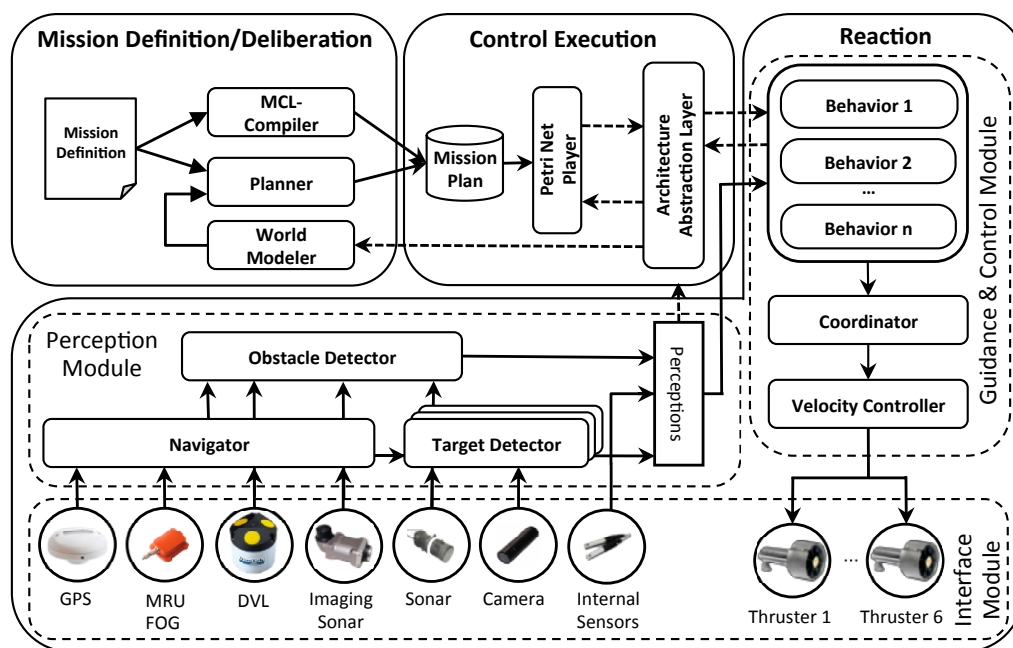 Mission Definition/Deliberation
Control Execution
Reaction
Mission
Definition
MCL-
Compiler
Planner
World
Modeler
Mission
Plan
Petri Net
Player
Architecture
Abstraction Layer
Behavior 1
Behavior 2
...
Behavior n
Coordinator
Velocity Controller
Guidance & Control Module
Perception
Module
Obstacle Detector
Navigator
Target Detector
Perceptions
GPS
MRU
FOG
DVL
Imaging
Sonar
Sonar
Camera
Internal
Sensors
...
Thruster 1
Thruster 6
Interface
Module